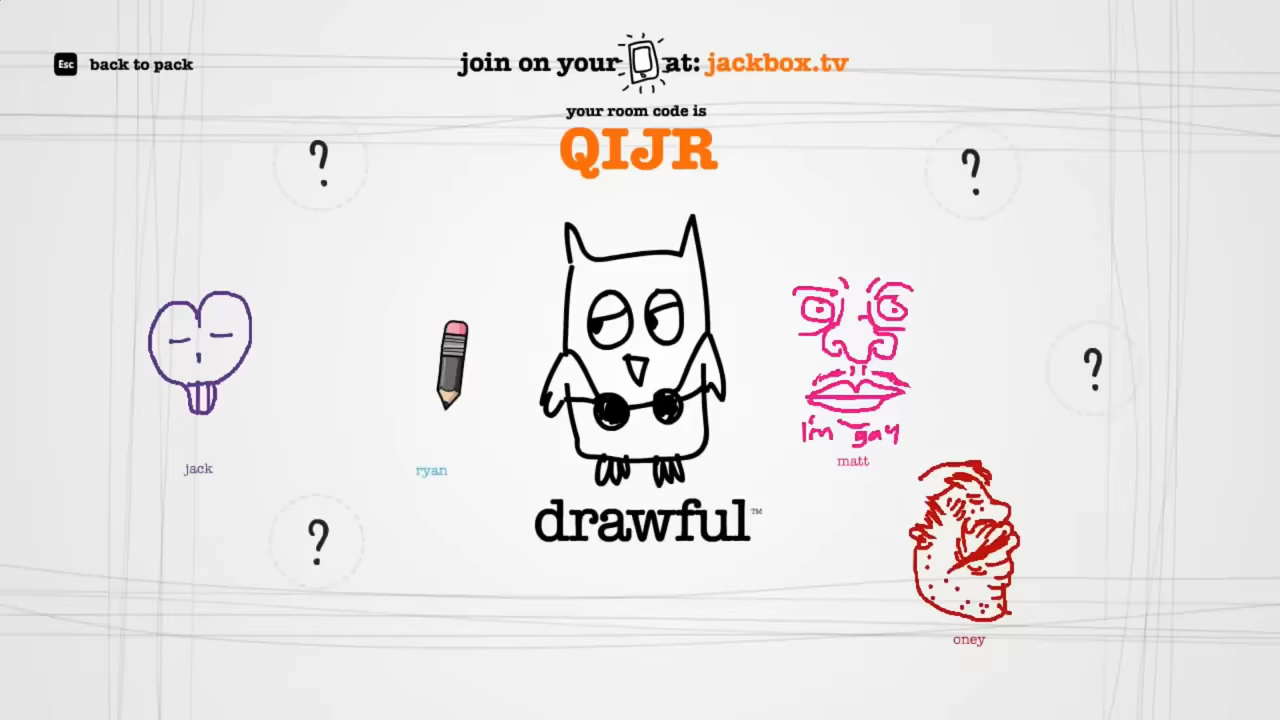 Esc back to pack
join on your at: jackbox.tv
your room code is
QIJR
?
?
?
?
I'm gay
jack
ryan
matt
drawful™
oney